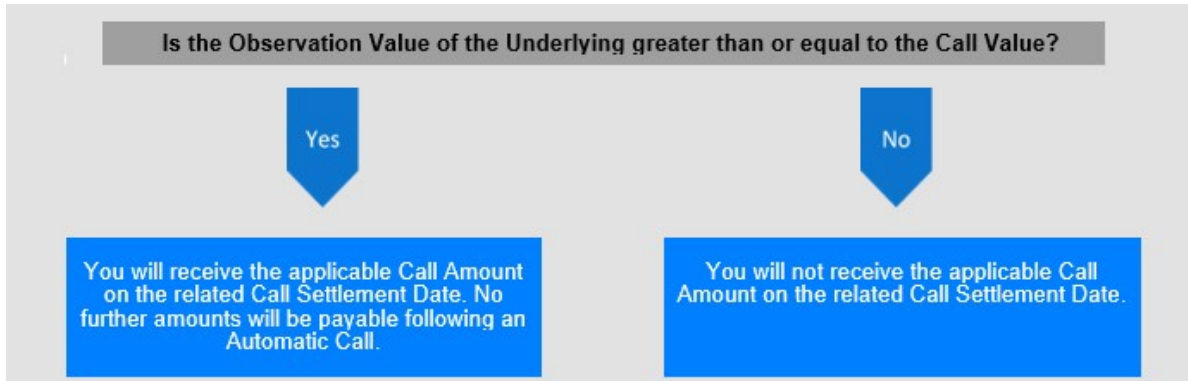 Is the Observation Value of the Underlying greater than or equal to the Call Value?
Yes
No
You will receive the applicable Call Amount
on the related Call Settlement Date. No
further amounts will be payable following an
Automatic Call.
You will not receive the applicable Call
Amount on the related Call Settlement Date.